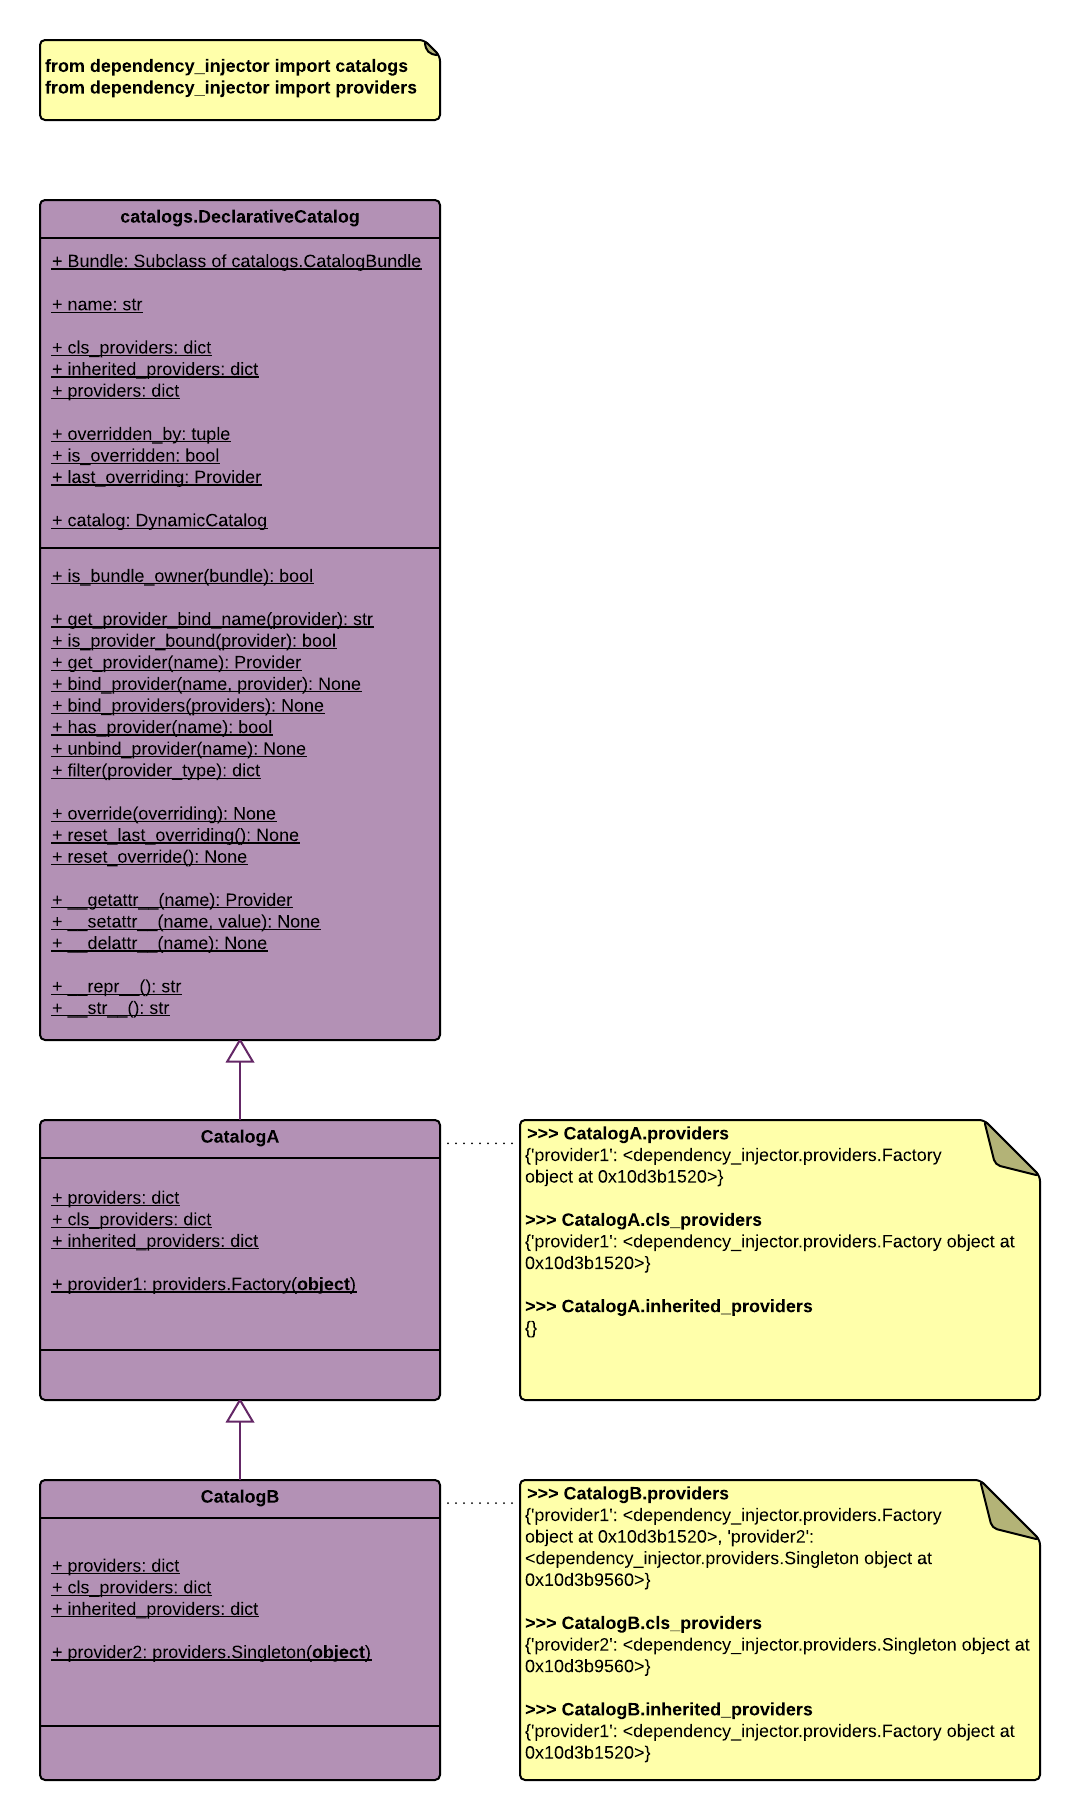 from dependency_injector import catalogs
from dependency_injector import providers
catalogs.DeclarativeCatalog
+ Bundle: Subclass of catalogs.CatalogBundle
+ name: str
+ cls_providers: dict
+ inherited_providers: dict
+ providers: dict
+ overridden_by: tuple
+ is_overridden: bool
+ last_overriding: Provider
+ catalog: DynamicCatalog
+ is_bundle_owner(bundle): bool
+ get_provider_bind_name(provider): str
+ is_provider_bound(provider): bool
+ get_provider(name): Provider
+ bind_provider(name, provider): None
+ bind_providers(providers): None
+ has_provider(name): bool
+ unbind_provider(name): None
+ filter(provider_type): dict
+ override(overriding): None
+ reset_last_overriding(): None
+ reset_override(): None
+ __getattr__(name): Provider
+ __setattr__(name, value): None
+ __delattr__(name): None
+ __repr__(): str
+ __str__(): str
CatalogA
+ providers: dict
+ cls_providers: dict
+ inherited_providers: dict
+ provider1: providers.Factory(object)
>>> CatalogA.providers
{'provider1': <dependency_injector.providers.Factory
object at 0x10d3b1520>}
>>> CatalogA.cls_providers
{'provider1': <dependency_injector.providers.Factory object at
0x10d3b1520>}
>>> CatalogA.inherited_providers
{}
CatalogB
+ providers: dict
+ cls_providers: dict
+ inherited_providers: dict
+ provider2: providers.Singleton(object)
>>> CatalogB.providers
{'provider1': <dependency_injector.providers.Factory
object at 0x10d3b1520>, 'provider2':
<dependency_injector.providers.Singleton object at
0x10d3b9560>}
>>> CatalogB.cls_providers
{'provider2': <dependency_injector.providers.Singleton object at
0x10d3b9560>}
>>> CatalogB.inherited_providers
{'provider1': <dependency_injector.providers.Factory object at
0x10d3b1520>}